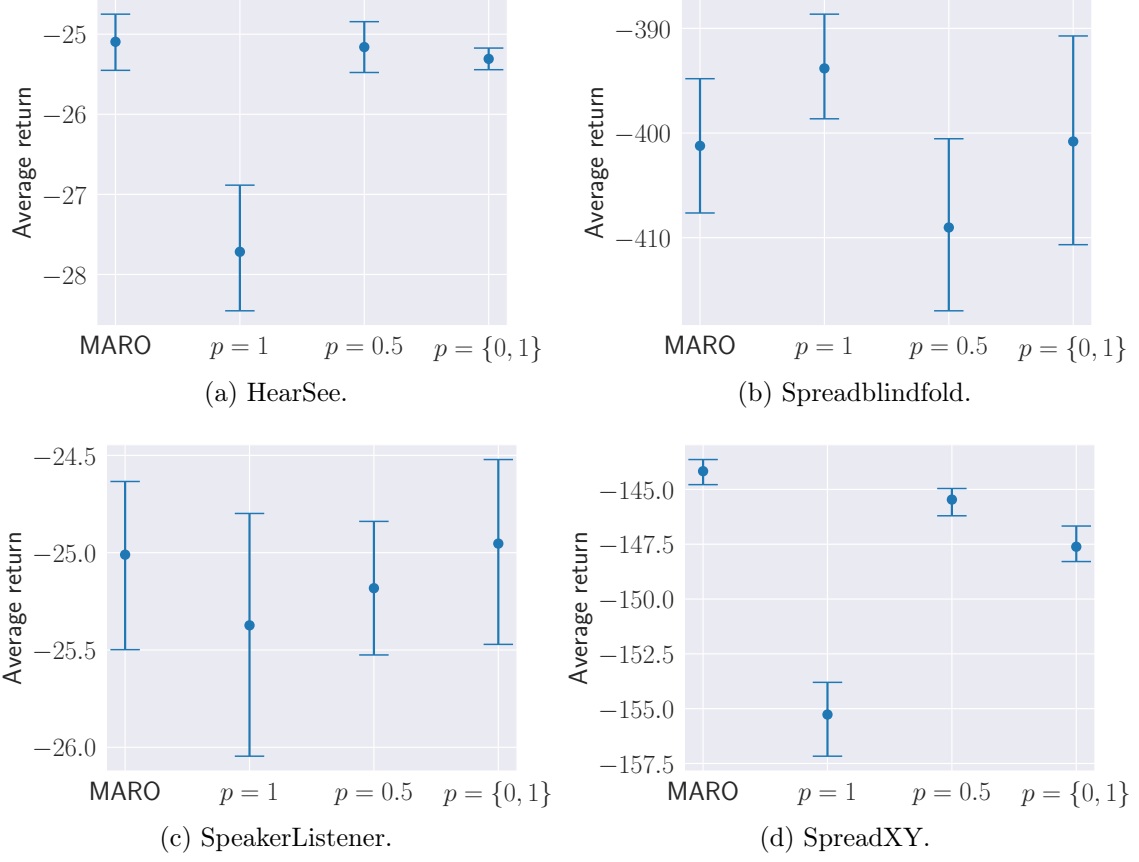 Average return
−25
−26
−27
−28
MARO
p = 1
p = 0.5
p = {0, 1}
(a) HearSee.
Average return
−390
−400
−410
MARO
p = 1
p = 0.5
p = {0, 1}
(b) Spreadblindfold.
Average return
−24.5
−25.0
−25.5
−26.0
MARO
p = 1
p = 0.5
p = {0, 1}
(c) SpeakerListener.
Average return
−145.0
−147.5
−150.0
−152.5
−155.0
−157.5
MARO
p = 1
p = 0.5
p = {0, 1}
(d) SpreadXY.